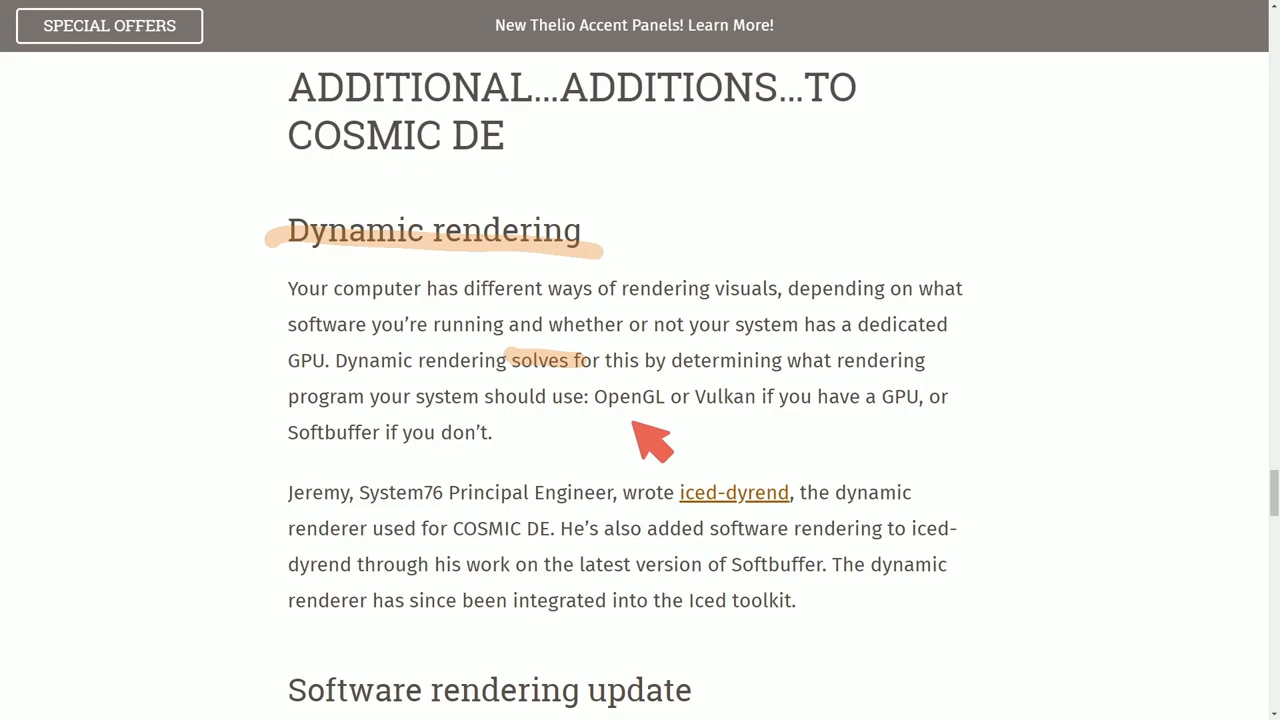 SPECIAL OFFERS
New Thelio Accent Panels! Learn More!
ADDITIONAL…ADDITIONS…TO
COSMIC DE
Dynamic rendering
Your computer has different ways of rendering visuals, depending on what
software you’re running and whether or not your system has a dedicated
GPU. Dynamic rendering solves for this by determining what rendering
program your system should use: OpenGL or Vulkan if you have a GPU, or
Softbuffer if you don’t.
Jeremy, System76 Principal Engineer, wrote iced-dyrend, the dynamic
renderer used for COSMIC DE. He’s also added software rendering to iced-
dyrend through his work on the latest version of Softbuffer. The dynamic
renderer has since been integrated into the Iced toolkit.
Software rendering update